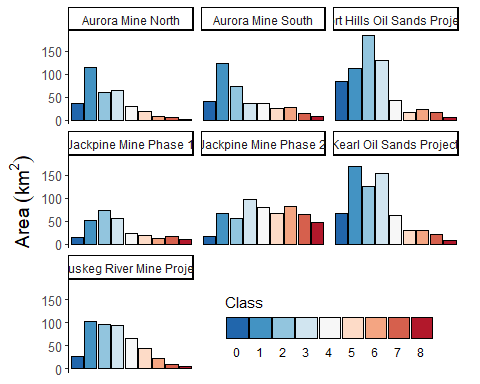 Aurora Mine North
Aurora Mine South
rt Hills Oil Sands Proje
150
100
50
0
Jackpine Mine Phase 1
Jackpine Mine Phase 2
Kearl Oil Sands Project
150
100
50
0
Area (km²)
uskeg River Mine Proje
150
100
50
0
Class
0 1 2 3 4 5 6 7 8